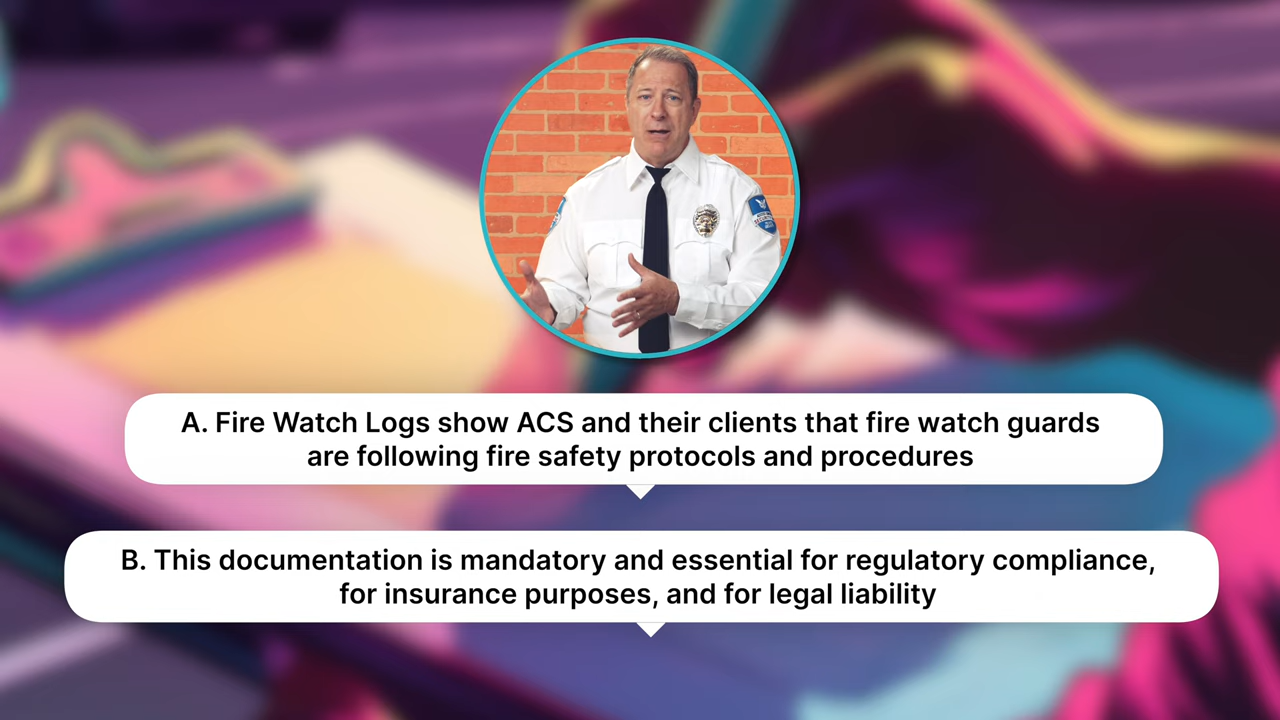 A. Fire Watch Logs show ACS and their clients that fire watch guards
are following fire safety protocols and procedures
B. This documentation is mandatory and essential for regulatory compliance,
for insurance purposes, and for legal liability